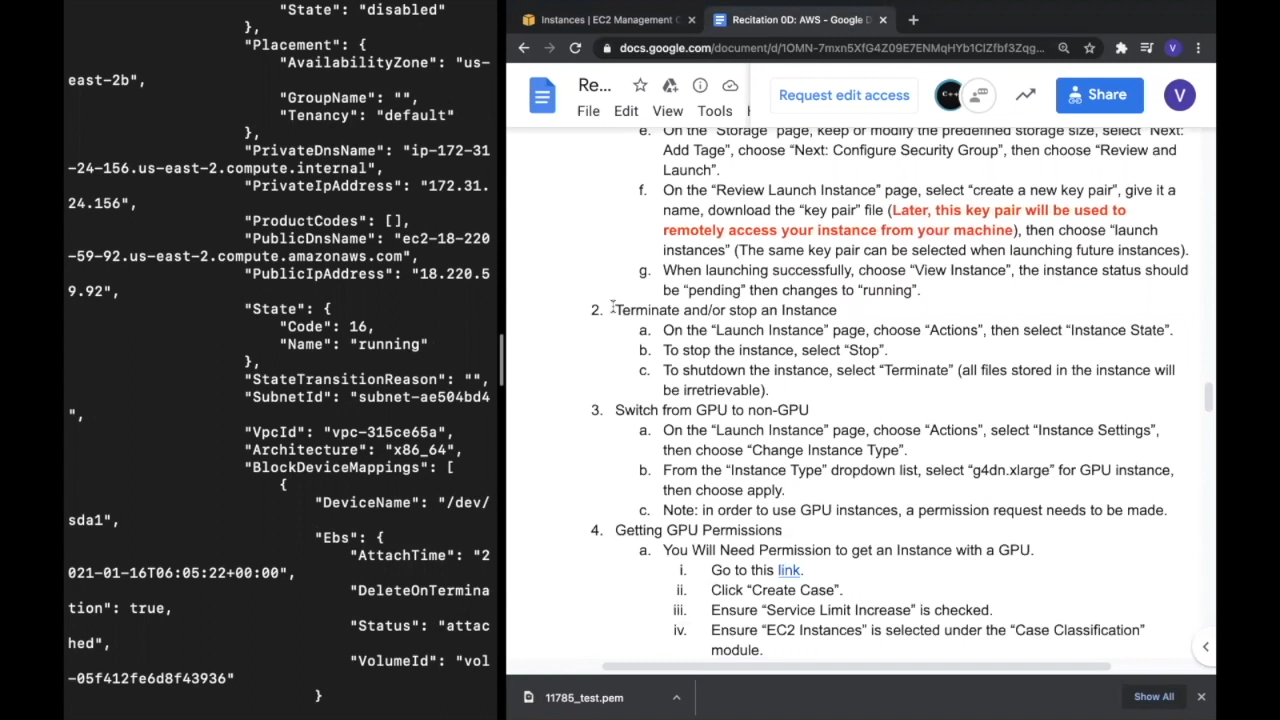 "State": "disabled"
},
"Placement": {
"AvailabilityZone": "us-
east-2b",
"GroupName": "",
"Tenancy": "default"
},
"PrivateDnsName": "ip-172-31
-24-156.us-east-2.compute.internal",
"PrivateIpAddress": "172.31.
24.156",
"ProductCodes": [],
"PublicDnsName": "ec2-18-220
-59-92.us-east-2.compute.amazonaws.com",
"PublicIpAddress": "18.220.5
9.92",
"State": {
"Code": 16,
"Name": "running"
},
"StateTransitionReason": "",
"SubnetId": "subnet-ae504bd4
",
"VpcId": "vpc-315ce65a",
"Architecture": "x86_64",
"BlockDeviceMappings": [
{
"DeviceName": "/dev/
sda1",
"Ebs": {
"AttachTime": "2
021-01-16T06:05:22+00:00",
"DeleteOnTermina
tion": true,
"Status": "attac
hed",
"VolumeId": "vol
-05f412fe6d8f43936"
}
Instances | EC2 Management C
Recitation 0D: AWS - Google D
docs.google.com/document/d/1OMN-7mxn5XfG4Z09E7ENMqHYb1ClZfbf3Zqg...
V
Re...
File Edit View Tools
Request edit access
C++
Share
V
e. On the "Storage" page, keep or modify the predefined storage size, select "Next:
Add Tage", choose "Next: Configure Security Group", then choose "Review and
Launch".
f. On the “Review Launch Instance” page, select “create a new key pair”, give it a
name, download the “key pair” file (Later, this key pair will be used to
remotely access your instance from your machine), then choose “launch
instances” (The same key pair can be selected when launching future instances).
g. When launching successfully, choose “View Instance”, the instance status should
be “pending” then changes to “running”.
2. Terminate and/or stop an Instance
a. On the “Launch Instance” page, choose “Actions”, then select “Instance State”.
b. To stop the instance, select “Stop”.
c. To shutdown the instance, select “Terminate” (all files stored in the instance will
be irretrievable).
3. Switch from GPU to non-GPU
a. On the “Launch Instance” page, choose “Actions”, select “Instance Settings”,
then choose “Change Instance Type”.
b. From the “Instance Type” dropdown list, select “g4dn.xlarge” for GPU instance,
then choose apply.
c. Note: in order to use GPU instances, a permission request needs to be made.
4. Getting GPU Permissions
a. You Will Need Permission to get an Instance with a GPU.
i. Go to this link.
ii. Click “Create Case”.
iii. Ensure “Service Limit Increase” is checked.
iv. Ensure “EC2 Instances” is selected under the “Case Classification”
module.
11785_test.pem
Show All